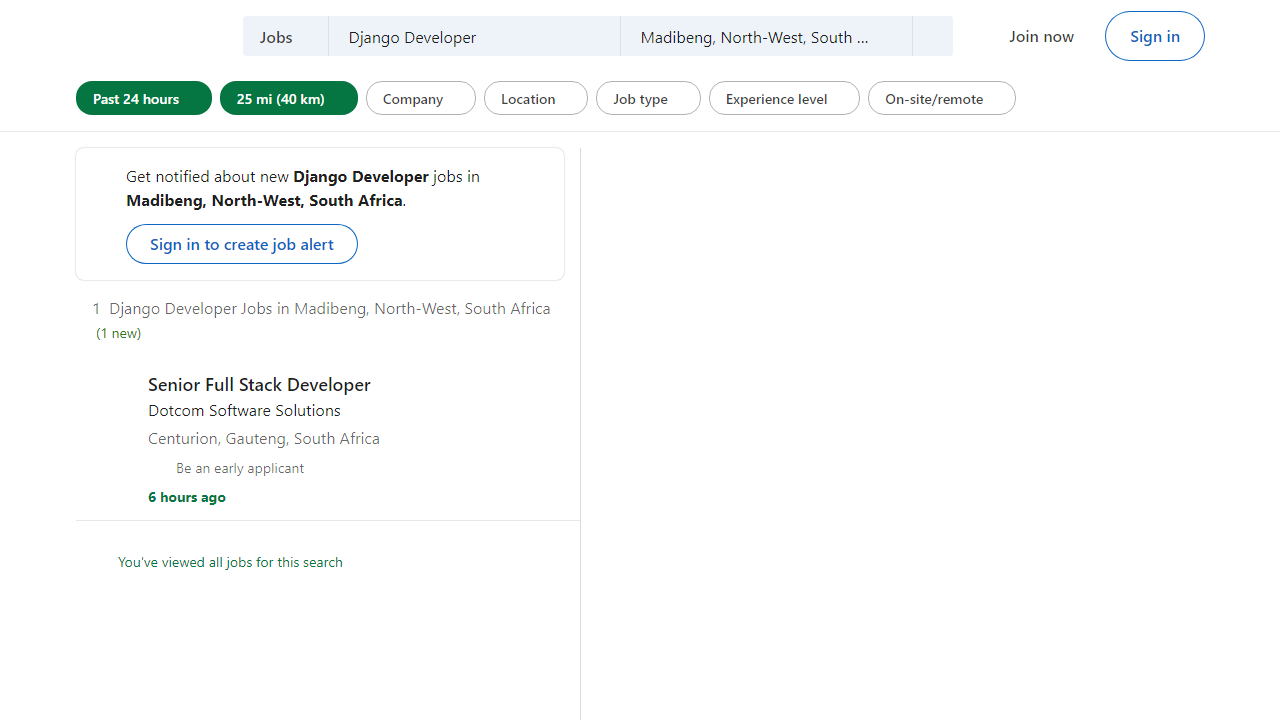 Jobs
Django Developer
Madibeng, North-West, South ...
Join now
Sign in
Past 24 hours
25 mi (40 km)
Company
Location
Job type
Experience level
On-site/remote
Get notified about new Django Developer jobs in
Madibeng, North-West, South Africa.
Sign in to create job alert
1 Django Developer Jobs in Madibeng, North-West, South Africa
(1 new)
Senior Full Stack Developer
Dotcom Software Solutions
Centurion, Gauteng, South Africa
Be an early applicant
6 hours ago
You've viewed all jobs for this search